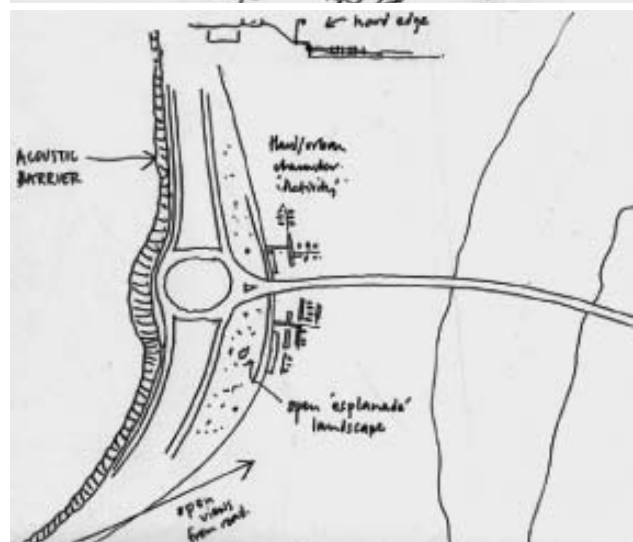 ← hard edge
ACOUSTIC
BARRIER
Hard/urban
character
'Activity'
open 'esplanade'
landscape
open
views
from road